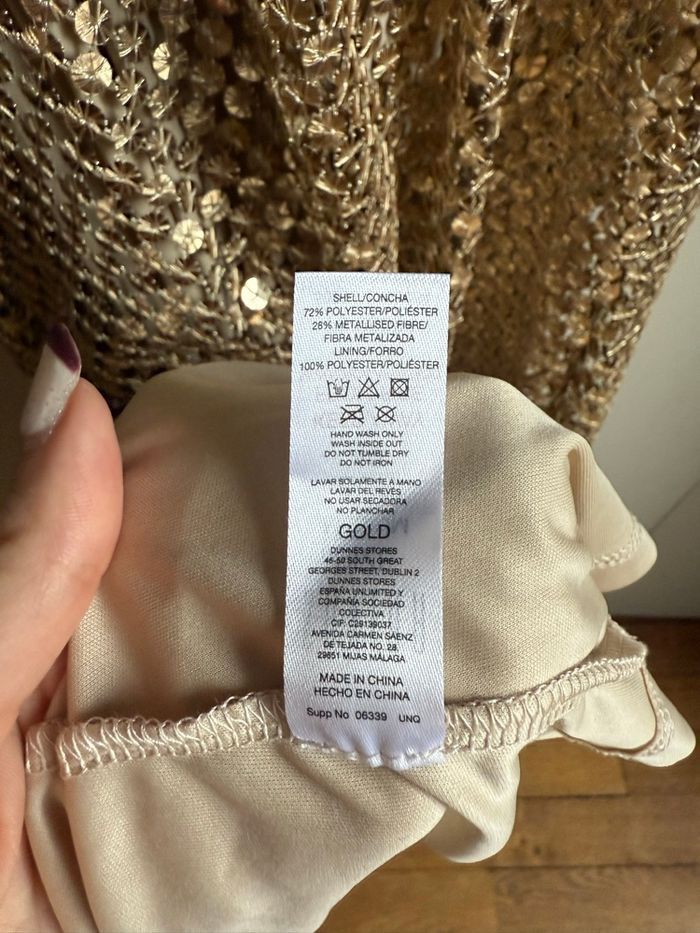 SHELL/CONCHA
72% POLYESTER/POLIÉSTER
28% METALLISED FIBRE/
FIBRA METALIZADA
LINING/FORRO
100% POLYESTER/POLIÉSTER
HAND WASH ONLY
WASH INSIDE OUT
DO NOT TUMBLE DRY
DO NOT IRON
LAVAR SOLAMENTE A MANO
LAVAR DEL REVÉS
NO USAR SECADORA
NO PLANCHAR
GOLD
DUNNES STORES
46-50 SOUTH GREAT
GEORGES STREET, DUBLIN 2
DUNNES STORES
ESPAÑA UNLIMITED Y
COMPAÑÍA SOCIEDAD
COLECTIVA
CIF: C29139037
AVENIDA CARMEN SÁENZ
DE TEJADA NO. 28
29651 MIJAS MÁLAGA
MADE IN CHINA
HECHO EN CHINA
Supp No 06339 UNQ